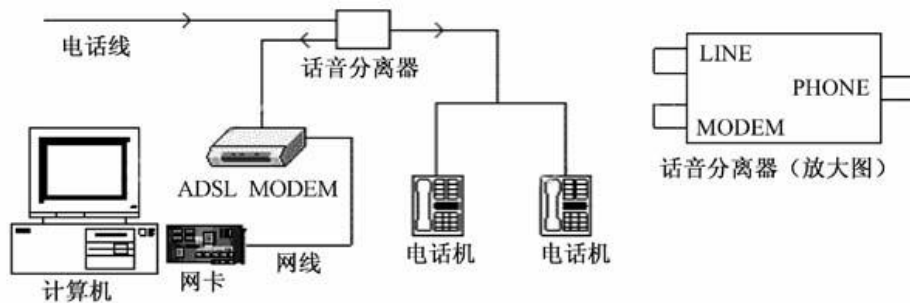 电话线
话音分离器
ADSL MODEM
网线
网卡
计算机
电话机
电话机
LINE
PHONE
MODEM
话音分离器（放大图）